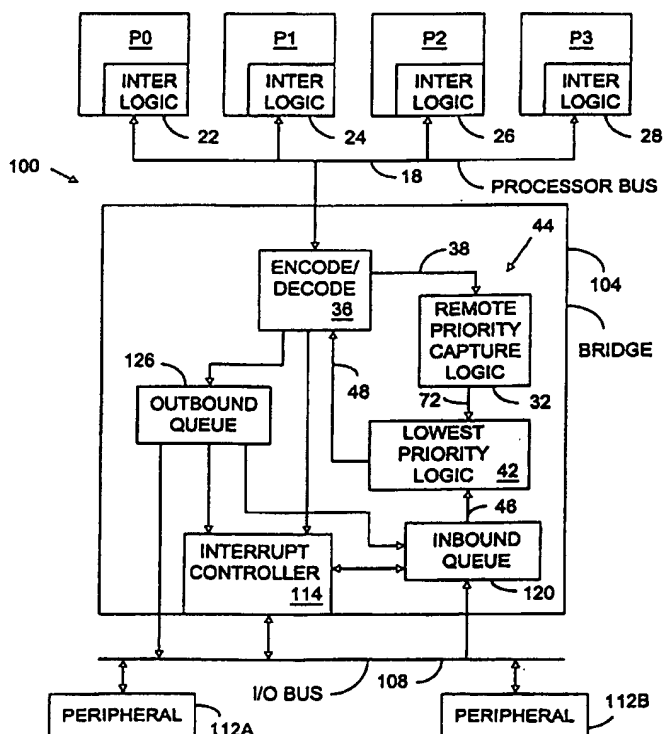 P0
P1
P2
P3
INTER
LOGIC
INTER
LOGIC
INTER
LOGIC
INTER
LOGIC
22
24
26
28
100
18
PROCESSOR BUS
44
ENCODE/
DECODE
36
38
104
REMOTE
PRIORITY
CAPTURE
LOGIC
BRIDGE
126
48
72
32
OUTBOUND
QUEUE
LOWEST
PRIORITY
LOGIC
42
46
INTERRUPT
CONTROLLER
114
INBOUND
QUEUE
120
I/O BUS
108
PERIPHERAL
112A
PERIPHERAL
112B